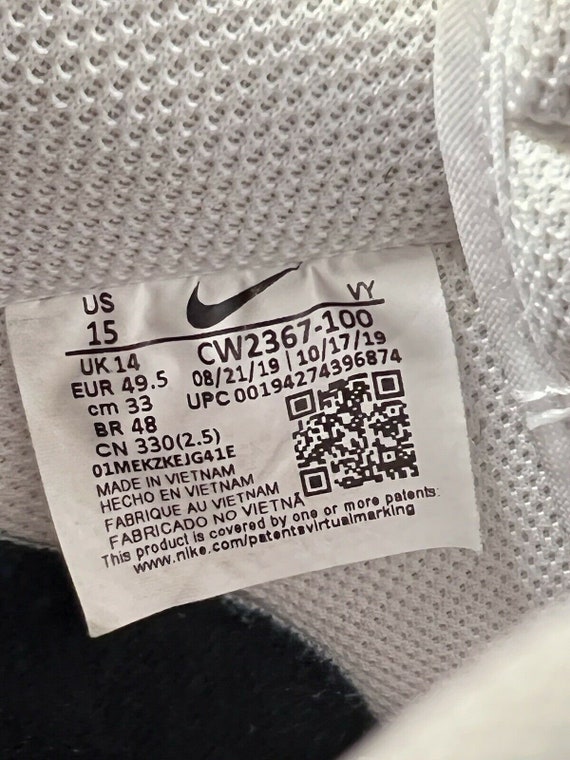 US
15
VY
UK 14
EUR 49.5
cm 33
BR 48
CN 330(2.5)
01MEKZKEJG41E
CW2367-100
08/21/19 | 10/17/19
UPC 00194274396874
MADE IN VIETNAM
HECHO EN VIETNAM
FABRIQUE AU VIETNAM
FABRICADO NO VIETNÃ
This product is covered by one or more patents:
www.nike.com/patentsvirtualmarking